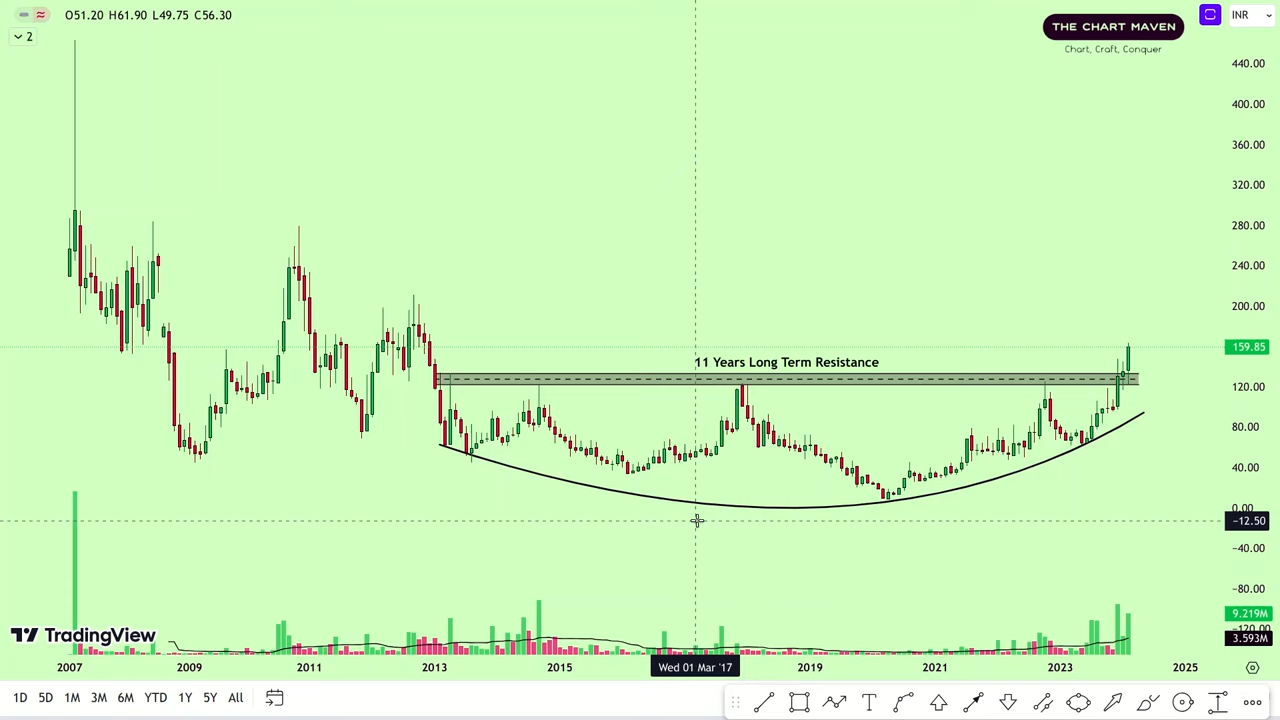 O51.20 H61.90 L49.75 C56.30
2
THE CHART MAVEN
Chart, Craft, Conquer
INR
440.00
400.00
360.00
320.00
280.00
240.00
200.00
159.85
11 Years Long Term Resistance
120.00
80.00
40.00
0.00
−12.50
−40.00
−80.00
9.219M
−120.00
3.593M
TradingView
2007
2009
2011
2013
2015
Wed 01 Mar '17
2019
2021
2023
2025
1D 5D 1M 3M 6M YTD 1Y 5Y All